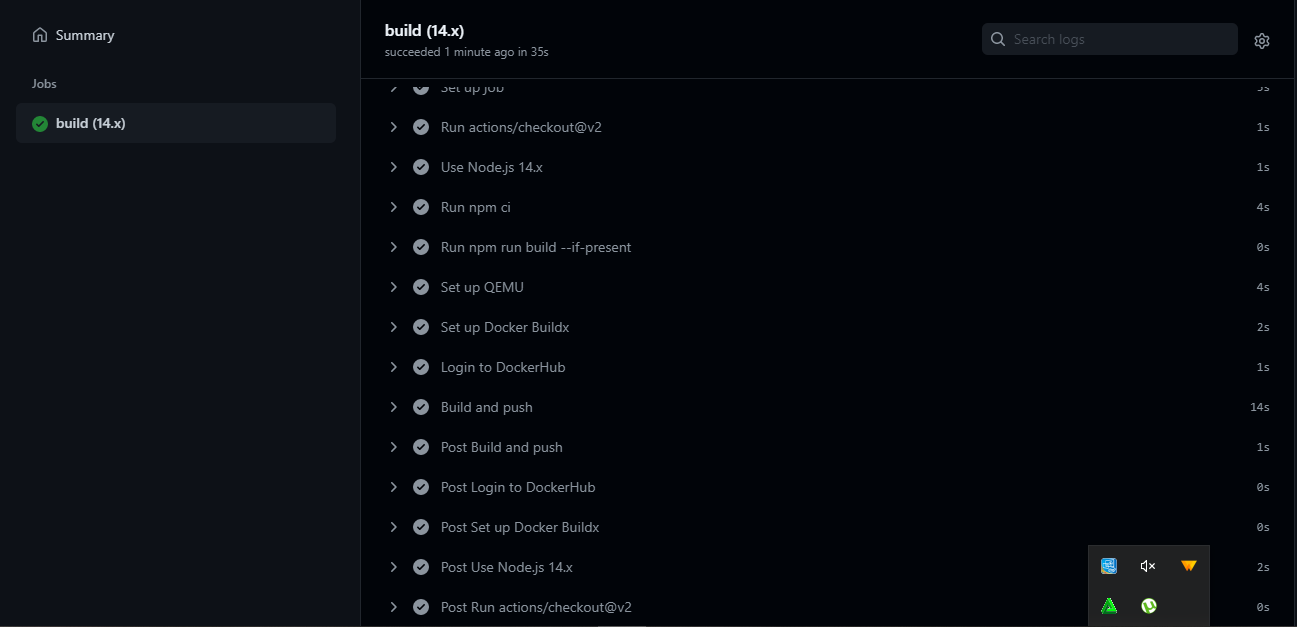 Summary
Jobs
build (14.x)
build (14.x)
succeeded 1 minute ago in 35s
Search logs
Set up job
Run actions/checkout@v2 1s
Use Node.js 14.x 1s
Run npm ci 4s
Run npm run build --if-present 0s
Set up QEMU 4s
Set up Docker Buildx 2s
Login to DockerHub 1s
Build and push 14s
Post Build and push 1s
Post Login to DockerHub 0s
Post Set up Docker Buildx 0s
Post Use Node.js 14.x 2s
Post Run actions/checkout@v2 0s